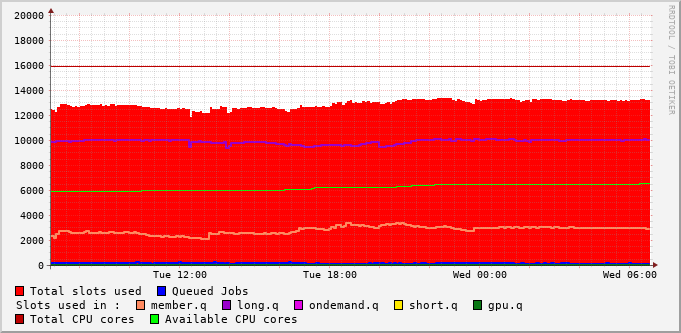 20000
18000
16000
14000
12000
10000
8000
6000
4000
2000
0
Tue 12:00 Tue 18:00 Wed 00:00 Wed 06:00
RRDTOOL / TOBI OETIKER
Total slots used Queued Jobs
Slots used in : member.q long.q ondemand.q short.q gpu.q
Total CPU cores Available CPU cores